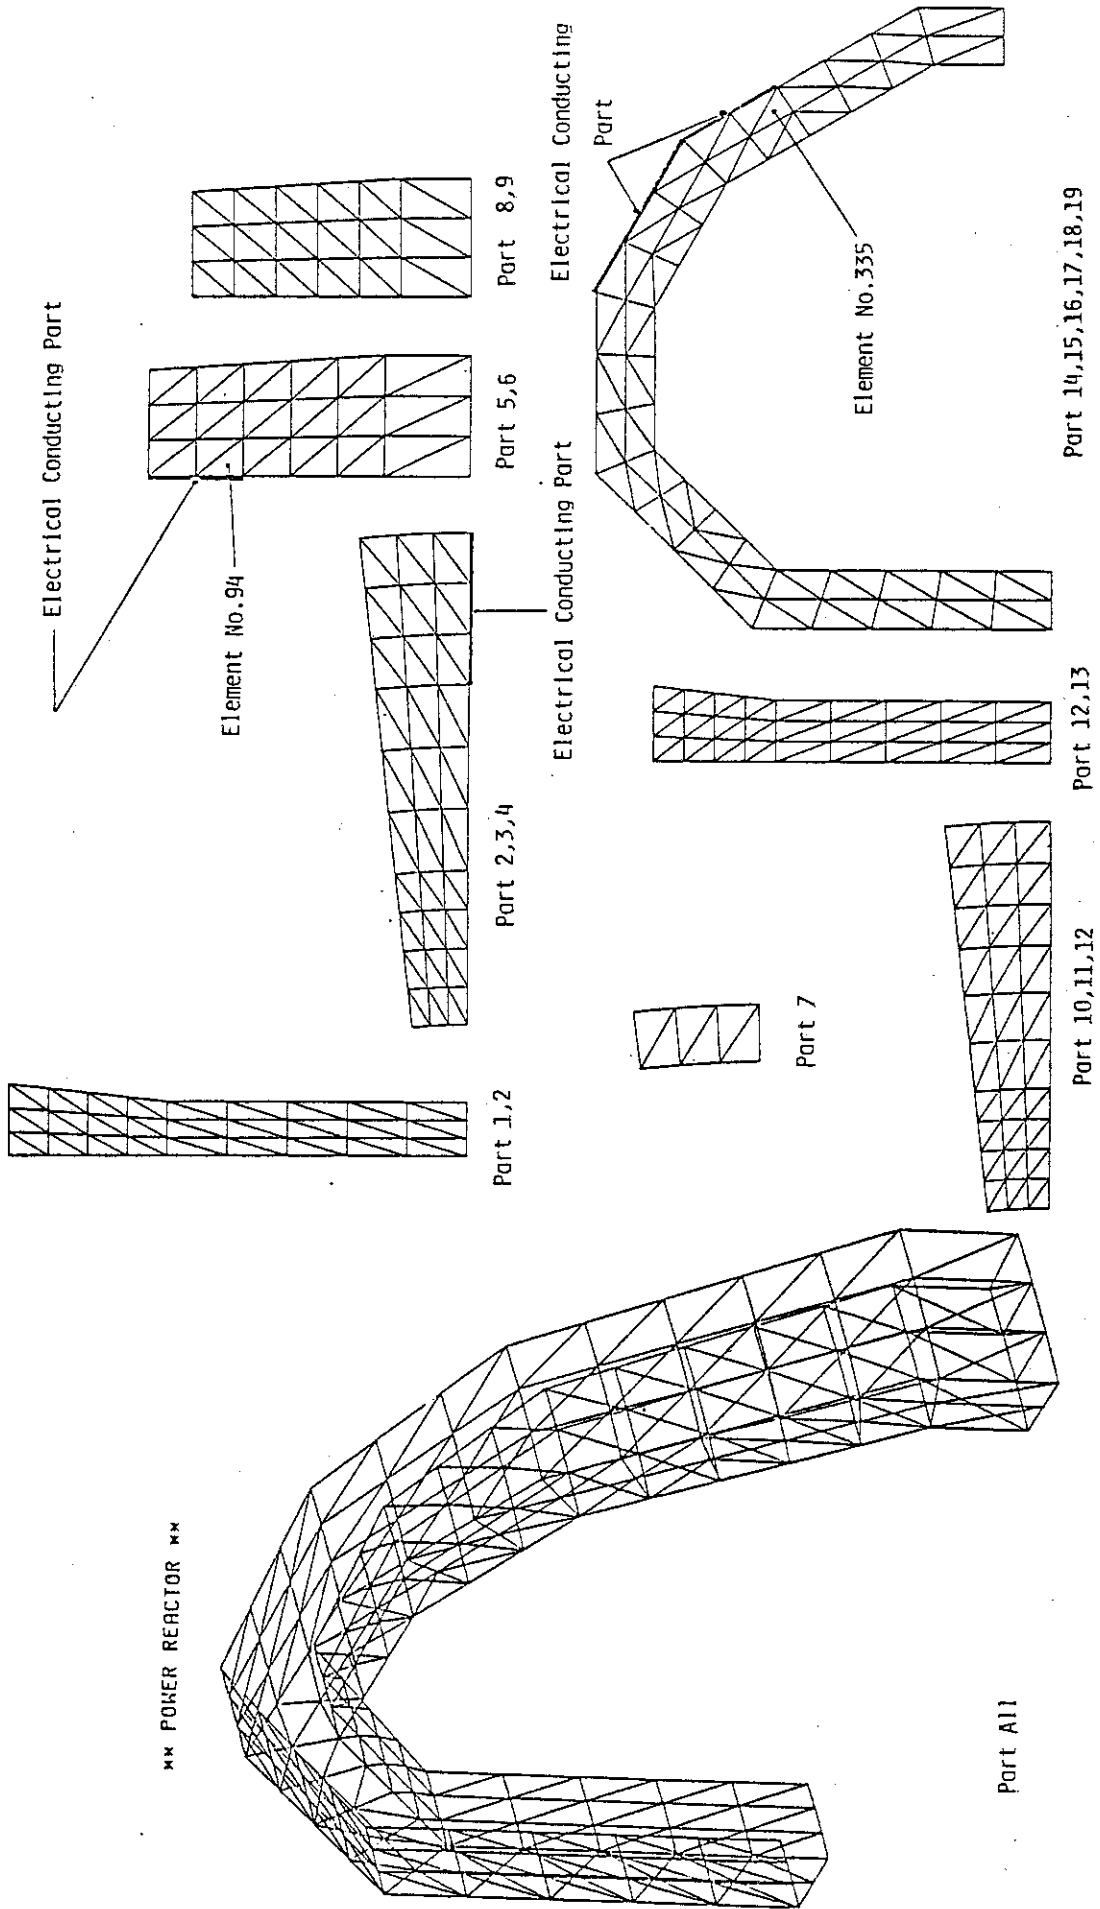 ** POWER REACTOR **
Part All
Part 1,2
Part 2,3,4
Electrical Conducting Part
Element No.94
Part 5,6
Electrical Conducting Part
Part 8,9
Part 7
Part 10,11,12
Part 12,13
Electrical Conducting
Part
Element No.335
Part 14,15,16,17,18,19